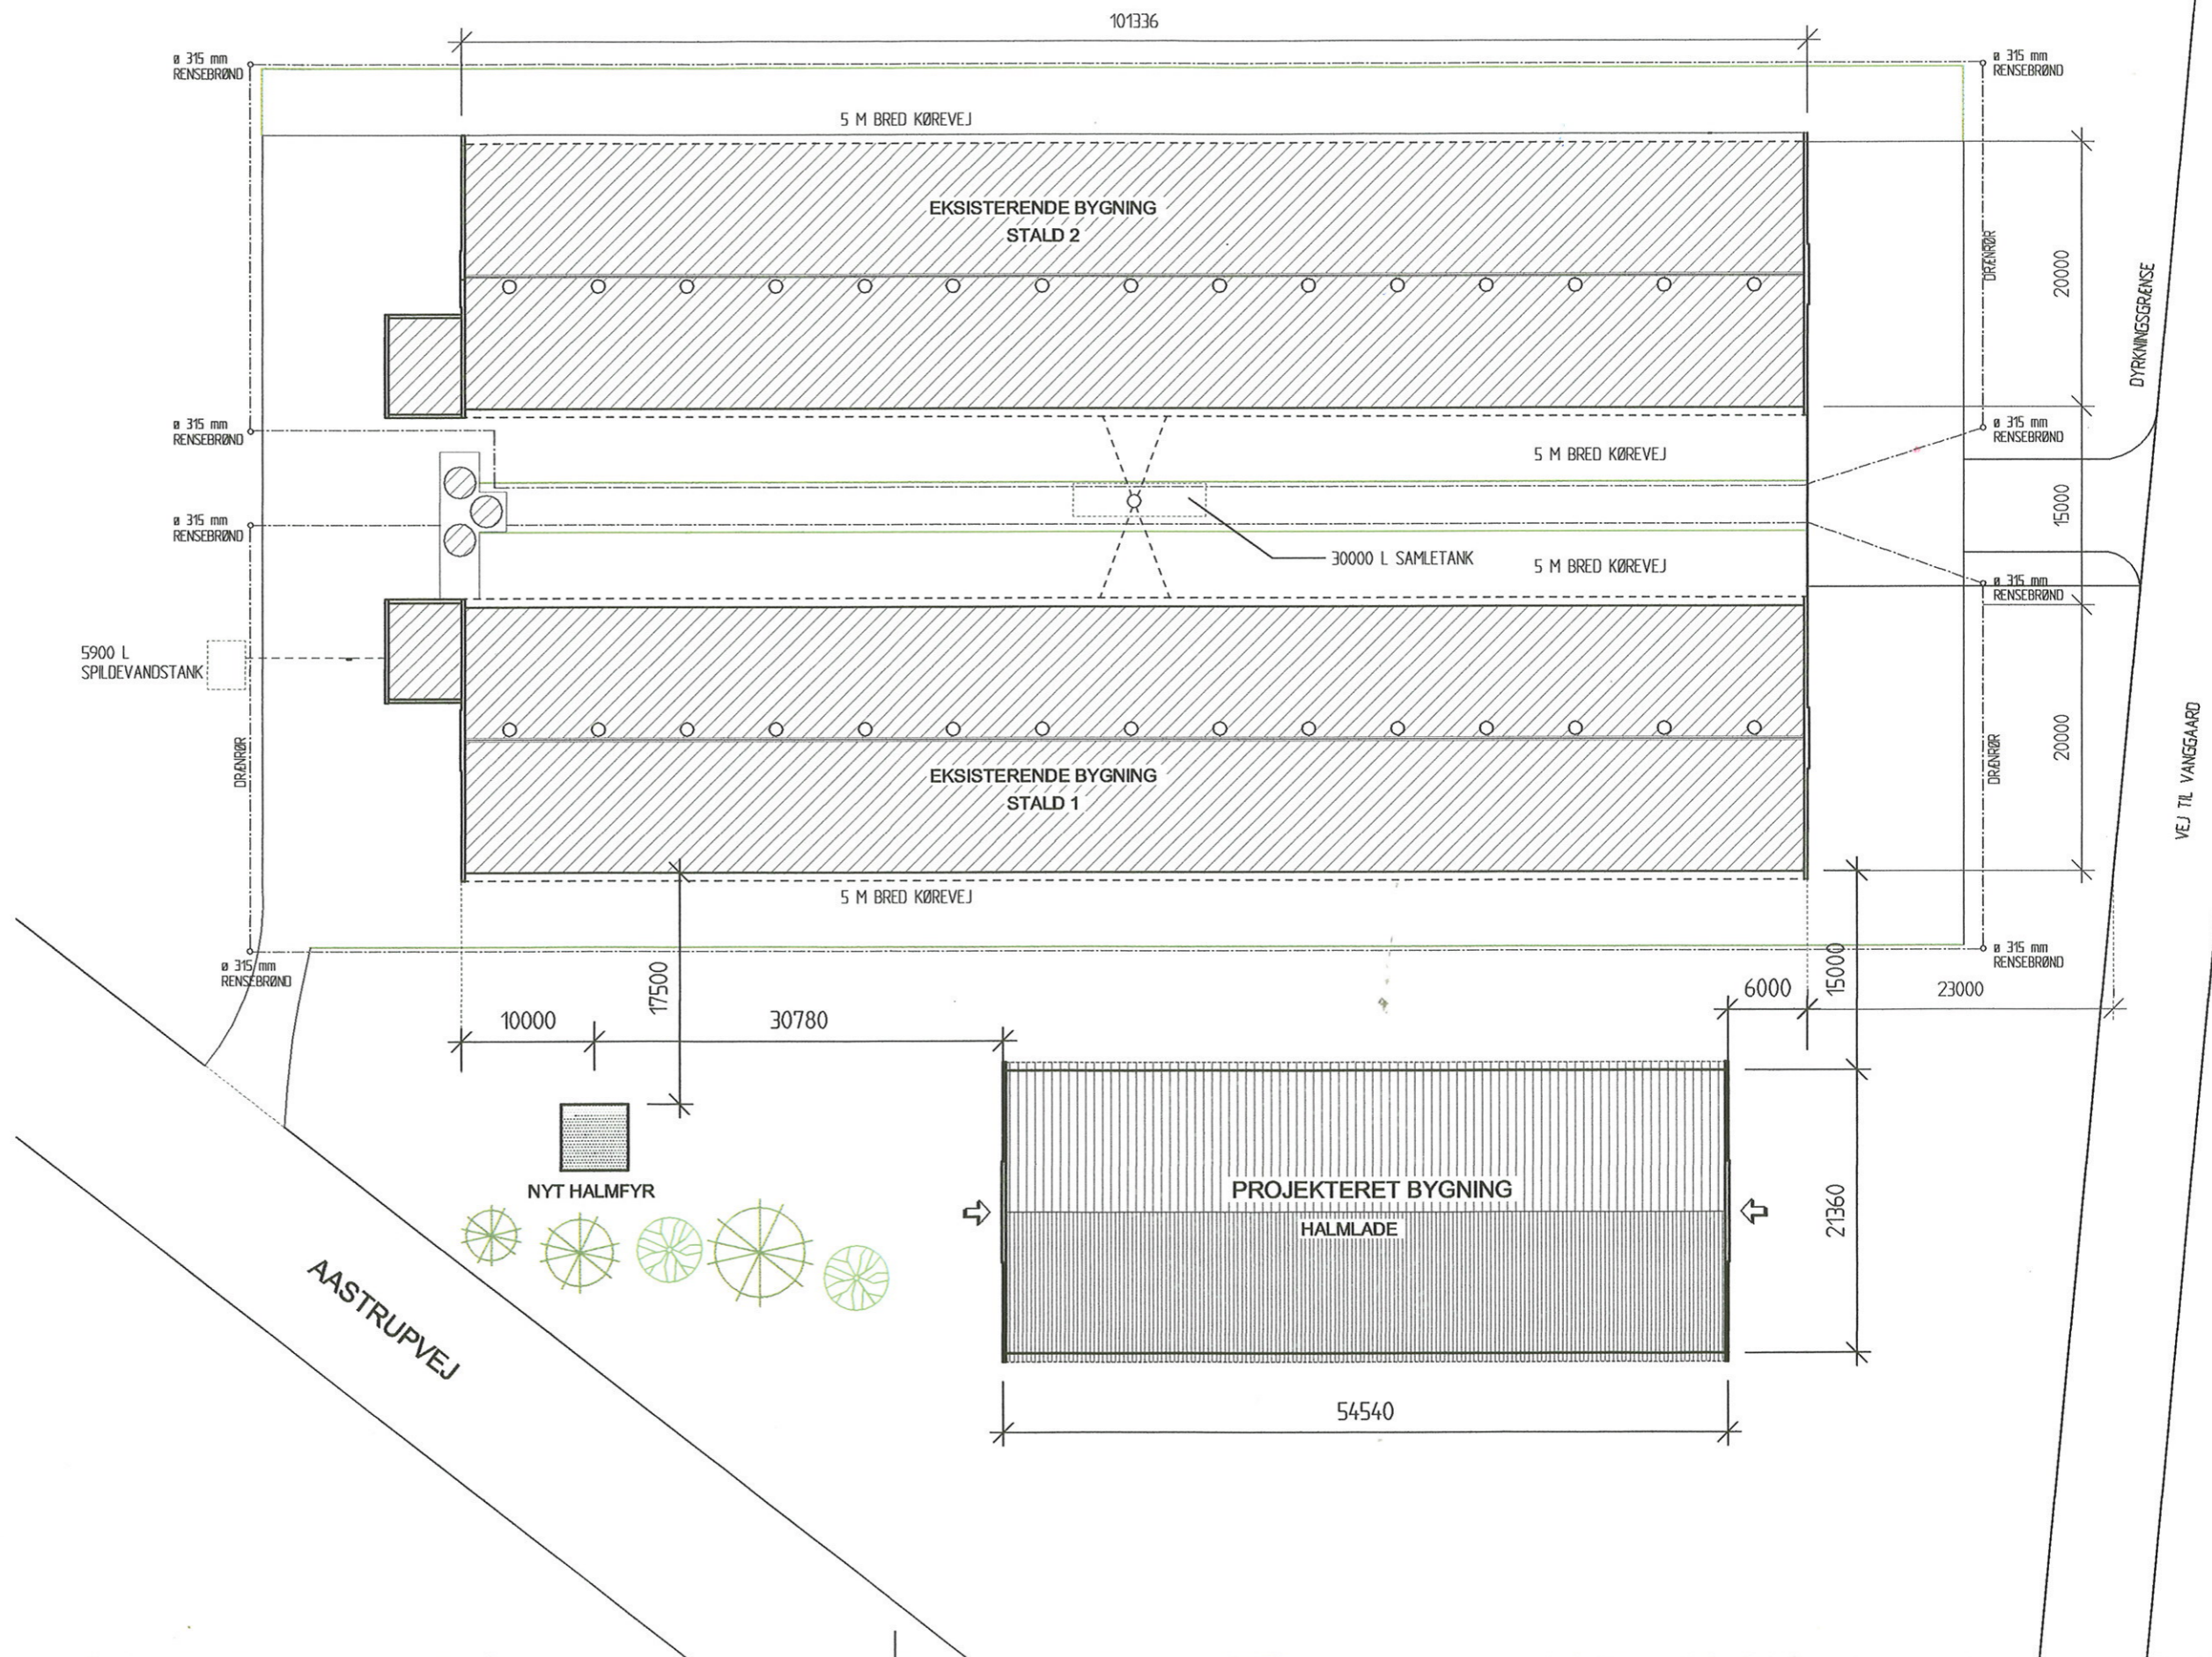 101336
ø 315 mm
RENSEBRØND
ø 315 mm
RENSEBRØND
5 M BRED KØREVEJ
EKSISTERENDE BYGNING
STALD 2
DRÆNRØR
20000
DYRKNINGSGRÆNSE
ø 315 mm
RENSEBRØND
5 M BRED KØREVEJ
ø 315 mm
RENSEBRØND
15000
ø 315 mm
RENSEBRØND
30000 L SAMLETANK
5 M BRED KØREVEJ
ø 315 mm
RENSEBRØND
5900 L
SPILDEVANDSTANK
DRÆNRØR
EKSISTERENDE BYGNING
STALD 1
DRÆNRØR
20000
VEJ TIL VANGGAARD
5 M BRED KØREVEJ
ø 315 mm
RENSEBRØND
ø 315 mm
RENSEBRØND
17500
15000
6000
23000
10000
30780
NYT HALMFYR
PROJEKTERET BYGNING
HALMLADE
21360
AASTRUPVEJ
54540